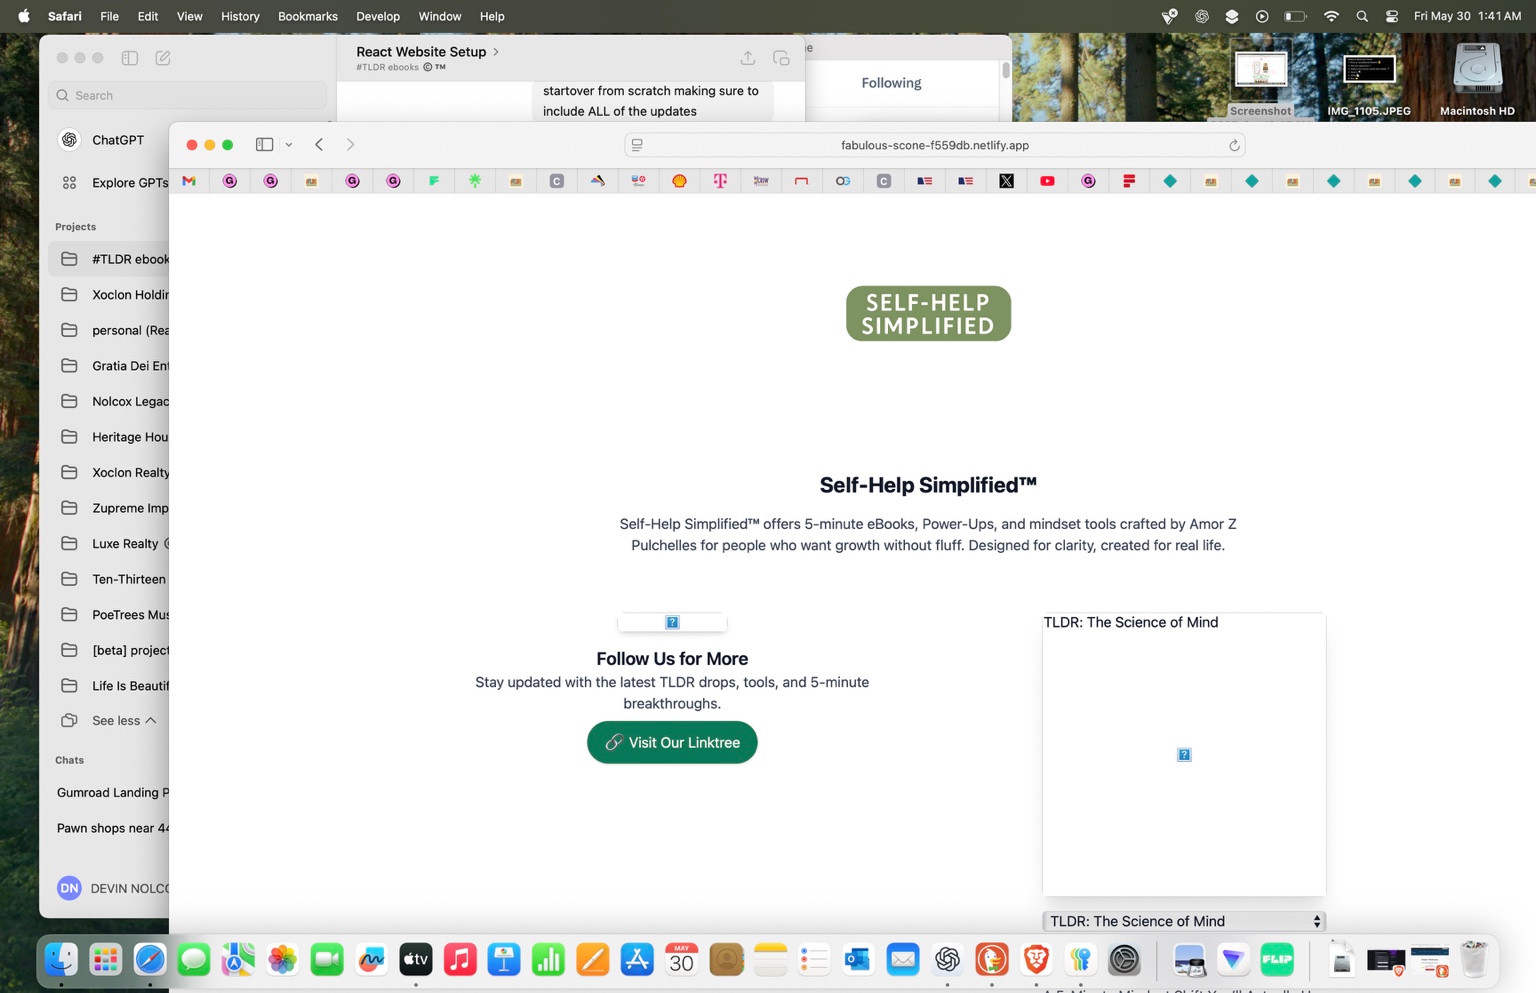 Safari File Edit View History Bookmarks Develop Window Help
Fri May 30 1:41 AM
React Website Setup
#TLDR ebooks © ™
Search
startover from scratch making sure to
include ALL of the updates
Following
Screenshot
IMG_1105.JPEG
Macintosh HD
ChatGPT
Explore GPTs
Projects
#TLDR ebook
Xoclon Holdin
personal (Rea
Gratia Dei Ent
Nolcox Legac
Heritage Hou
Xoclon Realty
Zupreme Imp
Luxe Realty
Ten-Thirteen
PoeTrees Mus
[beta] project
Life Is Beautif
See less
Chats
Gumroad Landing P
Pawn shops near 44
DN DEVIN NOLCO
fabulous-scone-f559db.netlify.app
SELF-HELP
SIMPLIFIED
Self-Help Simplified™
Self-Help Simplified™ offers 5-minute eBooks, Power-Ups, and mindset tools crafted by Amor Z
Pulchelles for people who want growth without fluff. Designed for clarity, created for real life.
Follow Us for More
Stay updated with the latest TLDR drops, tools, and 5-minute
breakthroughs.
Visit Our Linktree
TLDR: The Science of Mind
TLDR: The Science of Mind
tv
MAY
30
FLIP